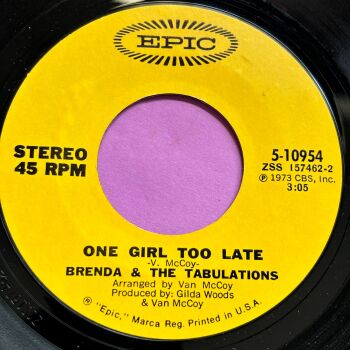 EPIC
STEREO
45 RPM
5-10954
ZSS 157462-2
℗ 1973 CBS, Inc.
3:05
ONE GIRL TOO LATE
-V. McCoy-
BRENDA & THE TABULATIONS
Arranged by Van McCoy
Produced by: Gilda Woods
& Van McCoy
® "Epic," Marca Reg. Printed in U.S.A.